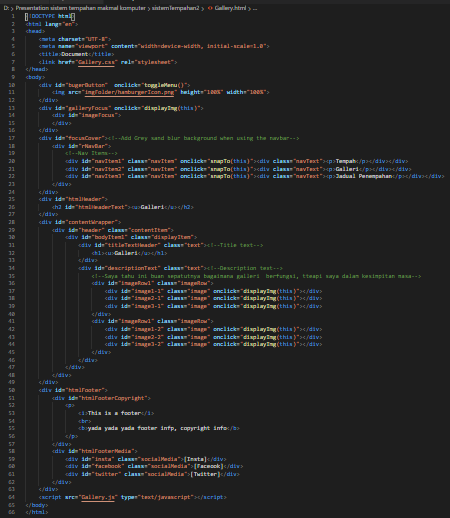 D: > Presentation sistem tempahan makmal komputer > sistemTempahan2 > Gallery.html > ...
1 <!DOCTYPE html>
2 <html lang="en">
3 <head>
4 <meta charset="UTF-8">
5 <meta name="viewport" content="width=device-width, initial-scale=1.0">
6 <title>Document</title>
7 <link href="Gallery.css" rel="stylesheet">
8 </head>
9 <body>
10 <div id="bugerButton" onclick="toggleMenu()">
11 <img src="imgFolder/hamburgerIcon.png" height="100%" width="100%">
12 </div>
13 <div id="galleryFocus" onclick="displayImg(this)">
14 <div id="imageFocus">
15 </div>
16 </div>
17 <div id="focusCover"><!--Add Grey sand blur background when using the navbar-->
18 <div id="rNavBar">
19 <!--Nav Items-->
20 <div id="navItem1" class="navItem" onclick="snapTo(this)"><div class="navText"><p>Tempah</p></div></div>
21 <div id="navItem2" class="navItem" onclick="snapTo(this)"><div class="navText"><p>Galleri</p></div></div>
22 <div id="navItem3" class="navItem" onclick="snapTo(this)"><div class="navText"><p>Jadual Penempahan</p></div></div>
23 </div>
24 </div>
25 <div id="htmlHeader">
26 <h2 id="htmlHeaderText"><u>Galleri</u></h2>
27 </div>
28 <div id="contentWrapper">
29 <div id="header" class="contentItem">
30 <div id="bodyItem1" class="displayItem">
31 <div id="titleTextHeader" class="text"><!--Title text-->
32 <h1><u>Galleri</u></h1>
33 </div>
34 <div id="descriptionText" class="text"><!--Description text-->
35 <!--Saya tahu ini buan sepatutnya bagaimana galleri berfungsi, tteapi saya dalam kesimpitan masa-->
36 <div id="imageRow1" class="imageRow">
37 <div id="image1-1" class="image" onclick="displayImg(this)"></div>
38 <div id="image2-1" class="image" onclick="displayImg(this)"></div>
39 <div id="image3-1" class="image" onclick="displayImg(this)"></div>
40 </div>
41 <div id="imageRow1" class="imageRow">
42 <div id="image1-2" class="image" onclick="displayImg(this)"></div>
43 <div id="image2-2" class="image" onclick="displayImg(this)"></div>
44 <div id="image3-2" class="image" onclick="displayImg(this)"></div>
45 </div>
46 </div>
47 </div>
48 </div>
49 </div>
50 <div id="htmlFooter">
51 <div id="htmlFooterCopyright">
52 <p>
53 <i>This is a footer</i>
54 <br>
55 <b>yada yada yada footer infp, copyright info</b>
56 </p>
57 </div>
58 <div id="htmlFooterMedia">
59 <div id="insta" class="socialMedia">[Insta]</div>
60 <div id="faceook" class="socialMedia">[Faceook]</div>
61 <div id="twitter" class="socialMedia">[Twitter]</div>
62 </div>
63 </div>
64 <script src="Gallery.js" type="text/javascript"></script>
65 </body>
66 </html>